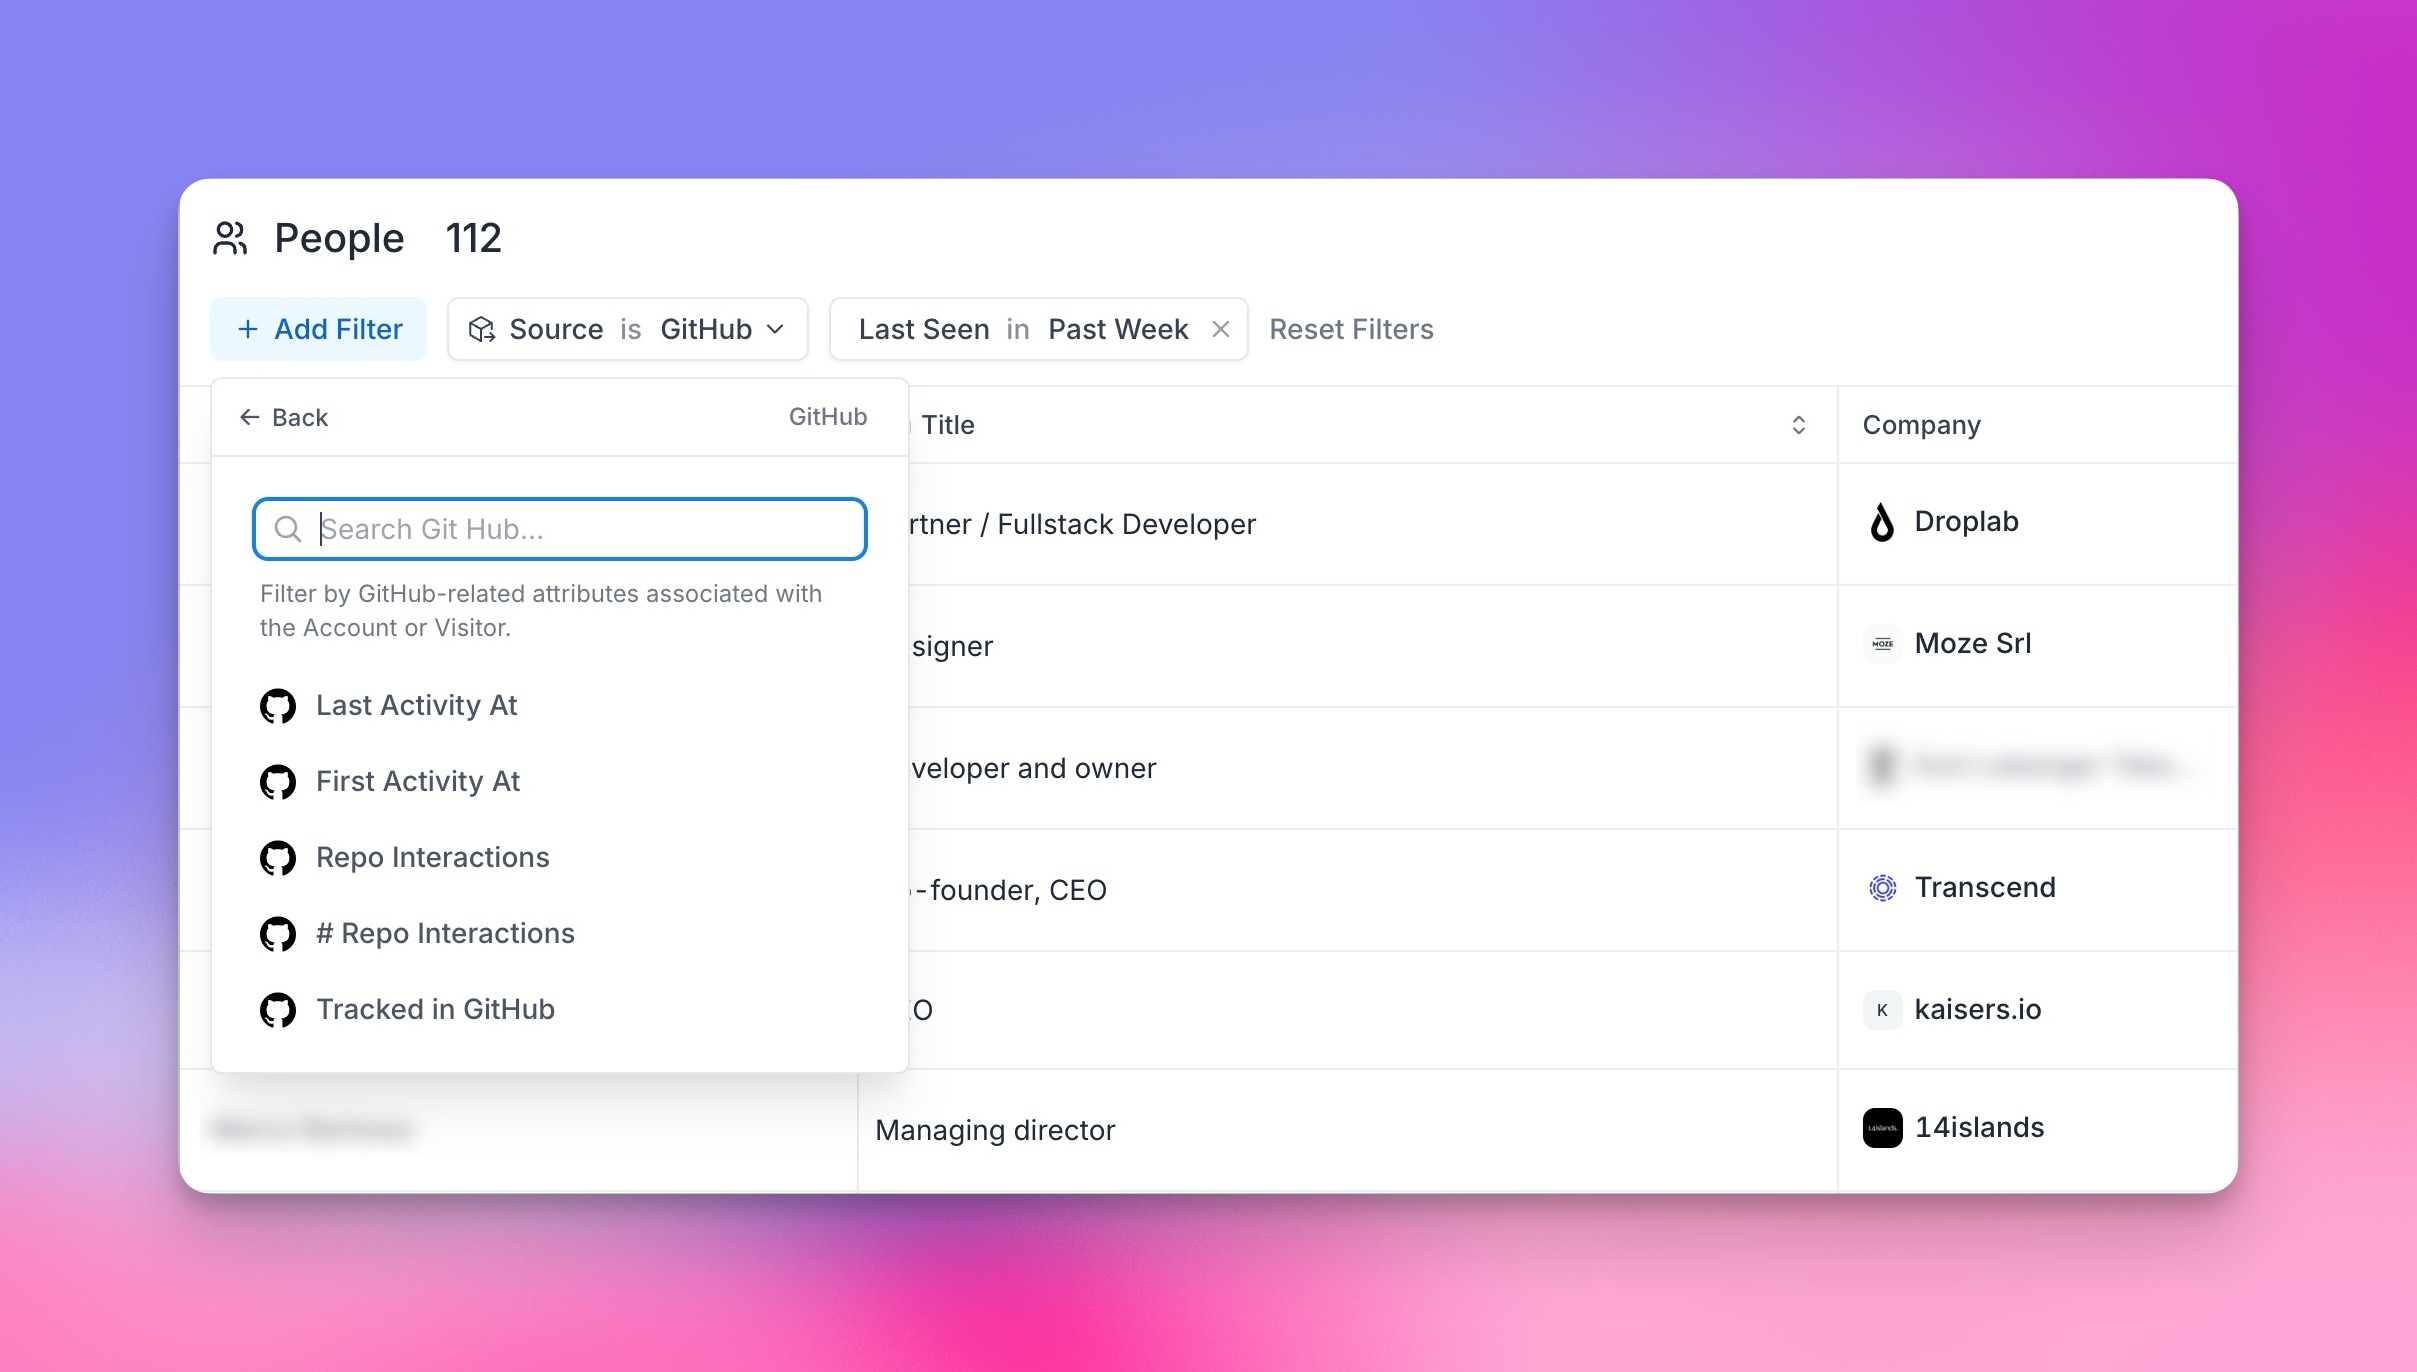 People 112
+ Add Filter Source is GitHub Last Seen in Past Week Reset Filters
Back GitHub
Search Git Hub...
Filter by GitHub-related attributes associated with
the Account or Visitor.
Last Activity At
First Activity At
Repo Interactions
# Repo Interactions
Tracked in GitHub
Title Company
rtner / Fullstack Developer Droplab
signer MOZE Moze Srl
veloper and owner
-founder, CEO Transcend
O K kaisers.io
Managing director 14islands. 14islands